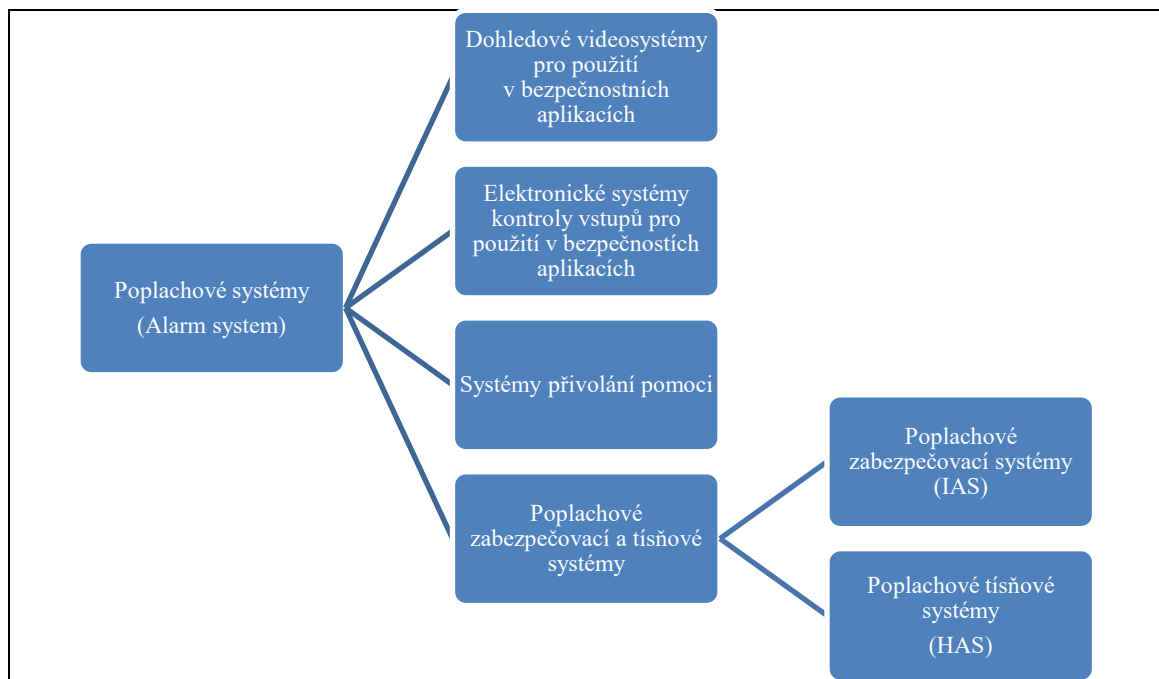 Dohledové videosystémy
pro použití
v bezpečnostních
aplikacích
Elektronické systémy
kontroly vstupů pro
použití v bezpečnostích
aplikacích
Poplachové systémy
(Alarm system)
Systémy přivolání pomoci
Poplachové
zabezpečovací a tísňové
systémy
Poplachové
zabezpečovací systémy
(IAS)
Poplachové tísňové
systémy
(HAS)